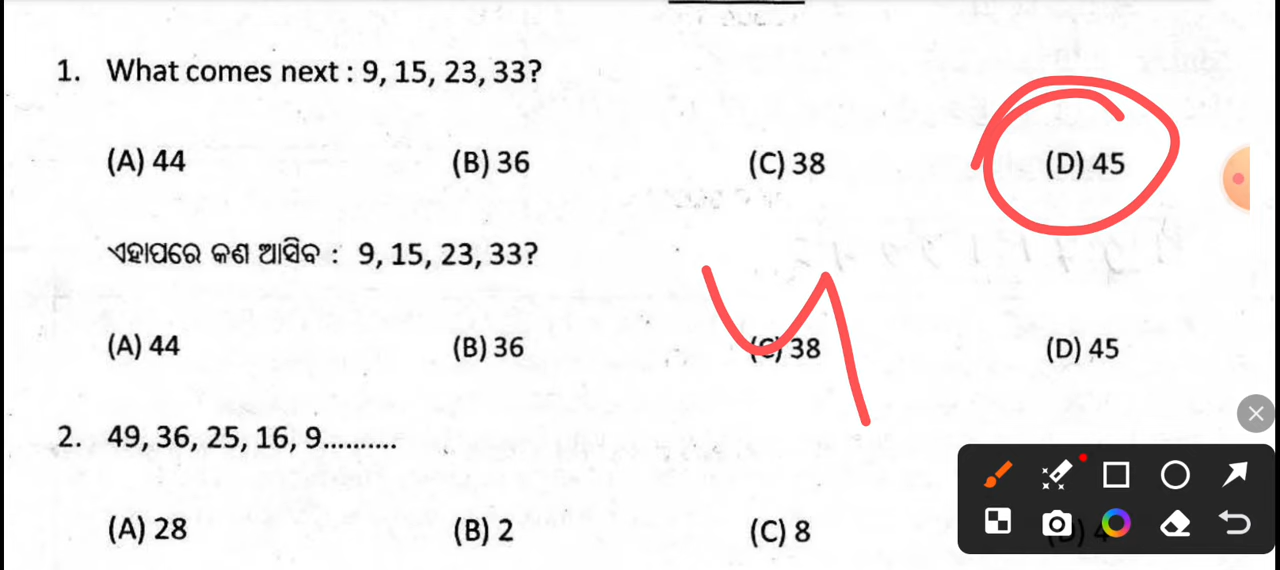 1. What comes next : 9, 15, 23, 33?
(A) 44 (B) 36 (C) 38 (D) 45
ଏହାପରେ କଣ ଆସିବ : 9, 15, 23, 33?
(A) 44 (B) 36 (C) 38 (D) 45
2. 49, 36, 25, 16, 9.........
(A) 28 (B) 2 (C) 8 (D) 4